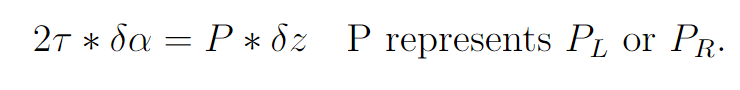 2τ ∗ δα = P ∗ δz P represents P_L or P_R.